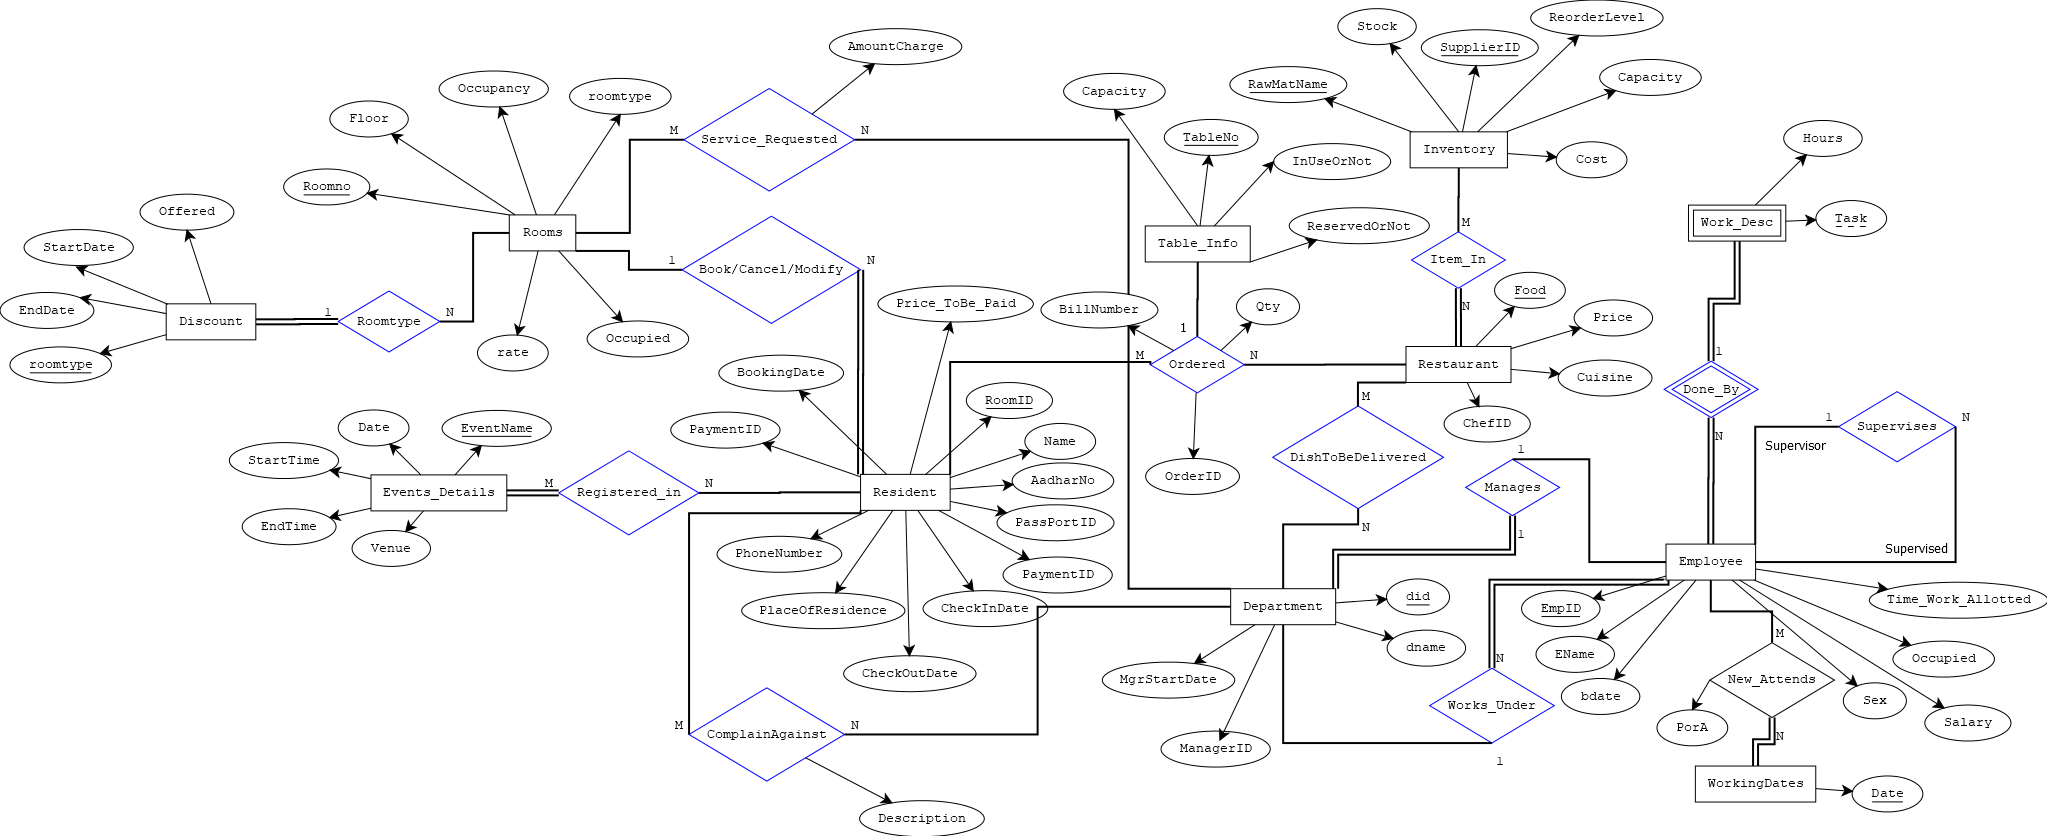 ReorderLevel
Stock
AmountCharge
SupplierID
Capacity
RawMatName
Capacity
Occupancy
roomtype
Floor
M
Service_Requested
N
TableNo
Hours
Inventory
Cost
InUseOrNot
Roomno
Offered
Task
Work_Desc
M
ReservedOrNot
Rooms
StartDate
Table_Info
1
Book/Cancel/Modify
N
Item_In
Food
Price_ToBe_Paid
N
EndDate
BillNumber
Qty
Price
1
N
Discount
Roomtype
1
Occupied
rate
1
M
N
Ordered
Restaurant
roomtype
BookingDate
Cuisine
Done_By
M
RoomID
1
N
ChefID
Supervises
Date
EventName
PaymentID
N
Name
Supervisor
1
StartTime
DishToBeDelivered
OrderID
AadharNo
M
N
Manages
Events_Details
Registered_in
Resident
EndTime
PassPortID
N
1
Venue
PhoneNumber
Supervised
Employee
PaymentID
did
Time_Work_Allotted
PlaceOfResidence
CheckInDate
Department
EmpID
M
dname
EName
N
Occupied
CheckOutDate
MgrStartDate
New_Attends
bdate
Sex
Works_Under
M
N
Salary
PorA
ComplainAgainst
N
ManagerID
1
WorkingDates
Date
Description